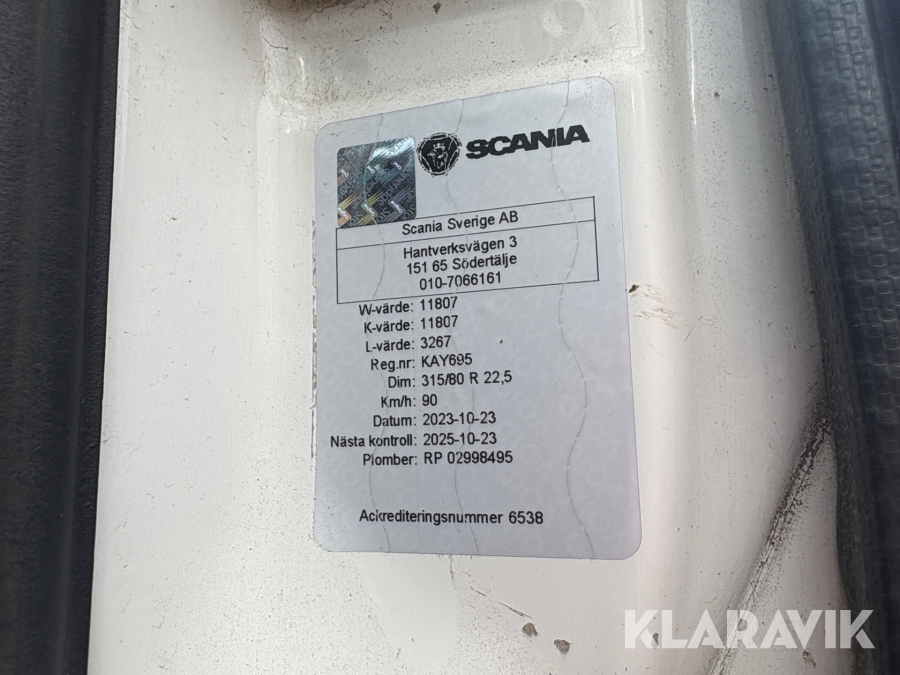 SCANIA
Scania Sverige AB
Hantverksvägen 3
151 65 Södertälje
010-7066161
W-värde: 11807
K-värde: 11807
L-värde: 3267
Reg.nr: KAY695
Dim: 315/80 R 22,5
Km/h: 90
Datum: 2023-10-23
Nästa kontroll: 2025-10-23
Plomber: RP 02998495
Ackrediteringsnummer 6538
KLARAVIK